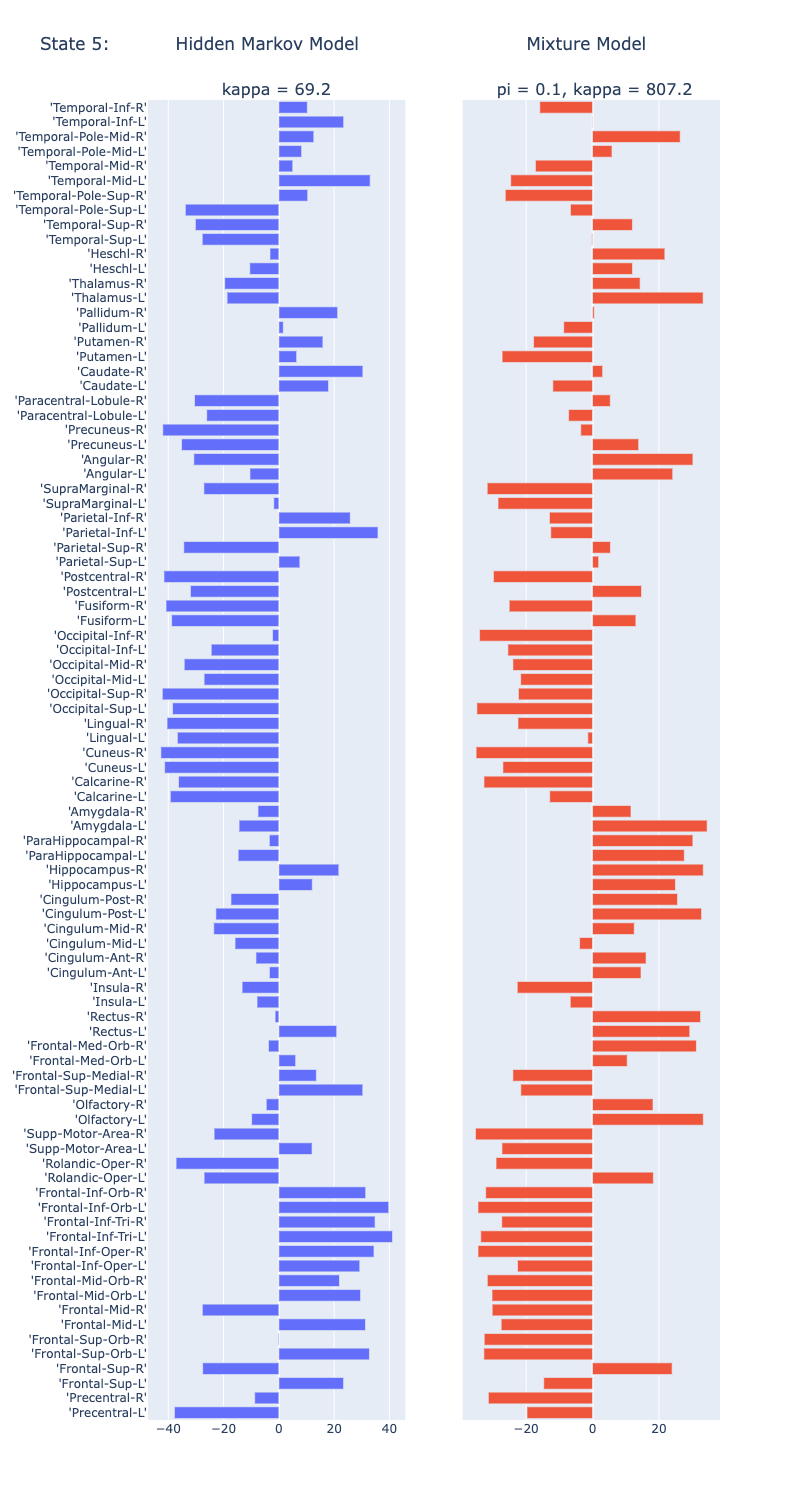 State 5: Hidden Markov Model Mixture Model
kappa = 69.2 pi = 0.1, kappa = 807.2
'Temporal-Inf-R'
'Temporal-Inf-L'
'Temporal-Pole-Mid-R'
'Temporal-Pole-Mid-L'
'Temporal-Mid-R'
'Temporal-Mid-L'
'Temporal-Pole-Sup-R'
'Temporal-Pole-Sup-L'
'Temporal-Sup-R'
'Temporal-Sup-L'
'Heschl-R'
'Heschl-L'
'Thalamus-R'
'Thalamus-L'
'Pallidum-R'
'Pallidum-L'
'Putamen-R'
'Putamen-L'
'Caudate-R'
'Caudate-L'
'Paracentral-Lobule-R'
'Paracentral-Lobule-L'
'Precuneus-R'
'Precuneus-L'
'Angular-R'
'Angular-L'
'SupraMarginal-R'
'SupraMarginal-L'
'Parietal-Inf-R'
'Parietal-Inf-L'
'Parietal-Sup-R'
'Parietal-Sup-L'
'Postcentral-R'
'Postcentral-L'
'Fusiform-R'
'Fusiform-L'
'Occipital-Inf-R'
'Occipital-Inf-L'
'Occipital-Mid-R'
'Occipital-Mid-L'
'Occipital-Sup-R'
'Occipital-Sup-L'
'Lingual-R'
'Lingual-L'
'Cuneus-R'
'Cuneus-L'
'Calcarine-R'
'Calcarine-L'
'Amygdala-R'
'Amygdala-L'
'ParaHippocampal-R'
'ParaHippocampal-L'
'Hippocampus-R'
'Hippocampus-L'
'Cingulum-Post-R'
'Cingulum-Post-L'
'Cingulum-Mid-R'
'Cingulum-Mid-L'
'Cingulum-Ant-R'
'Cingulum-Ant-L'
'Insula-R'
'Insula-L'
'Rectus-R'
'Rectus-L'
'Frontal-Med-Orb-R'
'Frontal-Med-Orb-L'
'Frontal-Sup-Medial-R'
'Frontal-Sup-Medial-L'
'Olfactory-R'
'Olfactory-L'
'Supp-Motor-Area-R'
'Supp-Motor-Area-L'
'Rolandic-Oper-R'
'Rolandic-Oper-L'
'Frontal-Inf-Orb-R'
'Frontal-Inf-Orb-L'
'Frontal-Inf-Tri-R'
'Frontal-Inf-Tri-L'
'Frontal-Inf-Oper-R'
'Frontal-Inf-Oper-L'
'Frontal-Mid-Orb-R'
'Frontal-Mid-Orb-L'
'Frontal-Mid-R'
'Frontal-Mid-L'
'Frontal-Sup-Orb-R'
'Frontal-Sup-Orb-L'
'Frontal-Sup-R'
'Frontal-Sup-L'
'Precentral-R'
'Precentral-L'
−40 −20 0 20 40 −20 0 20